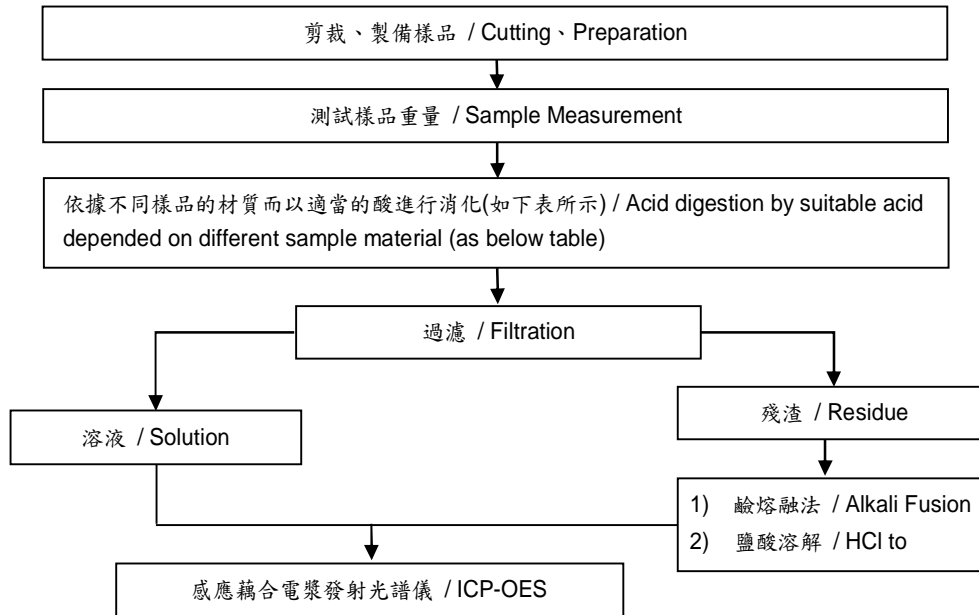 剪裁、製備樣品 / Cutting、Preparation
測試樣品重量 / Sample Measurement
依據不同樣品的材質而以適當的酸進行消化(如下表所示) / Acid digestion by suitable acid
depended on different sample material (as below table)
過濾 / Filtration
溶液 / Solution
殘渣 / Residue
1) 鹼熔融法 / Alkali Fusion
2) 鹽酸溶解 / HCl to
感應藕合電漿發射光譜儀 / ICP-OES